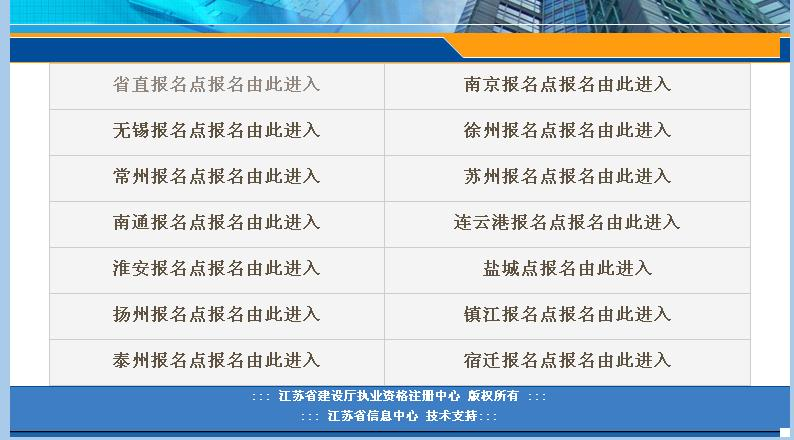 省直报名点报名由此进入 南京报名点报名由此进入
无锡报名点报名由此进入 徐州报名点报名由此进入
常州报名点报名由此进入 苏州报名点报名由此进入
南通报名点报名由此进入 连云港报名点报名由此进入
淮安报名点报名由此进入 盐城点报名由此进入
扬州报名点报名由此进入 镇江报名点报名由此进入
泰州报名点报名由此进入 宿迁报名点报名由此进入
::: 江苏省建设厅执业资格注册中心 版权所有 :::
::: 江苏省信息中心 技术支持:::